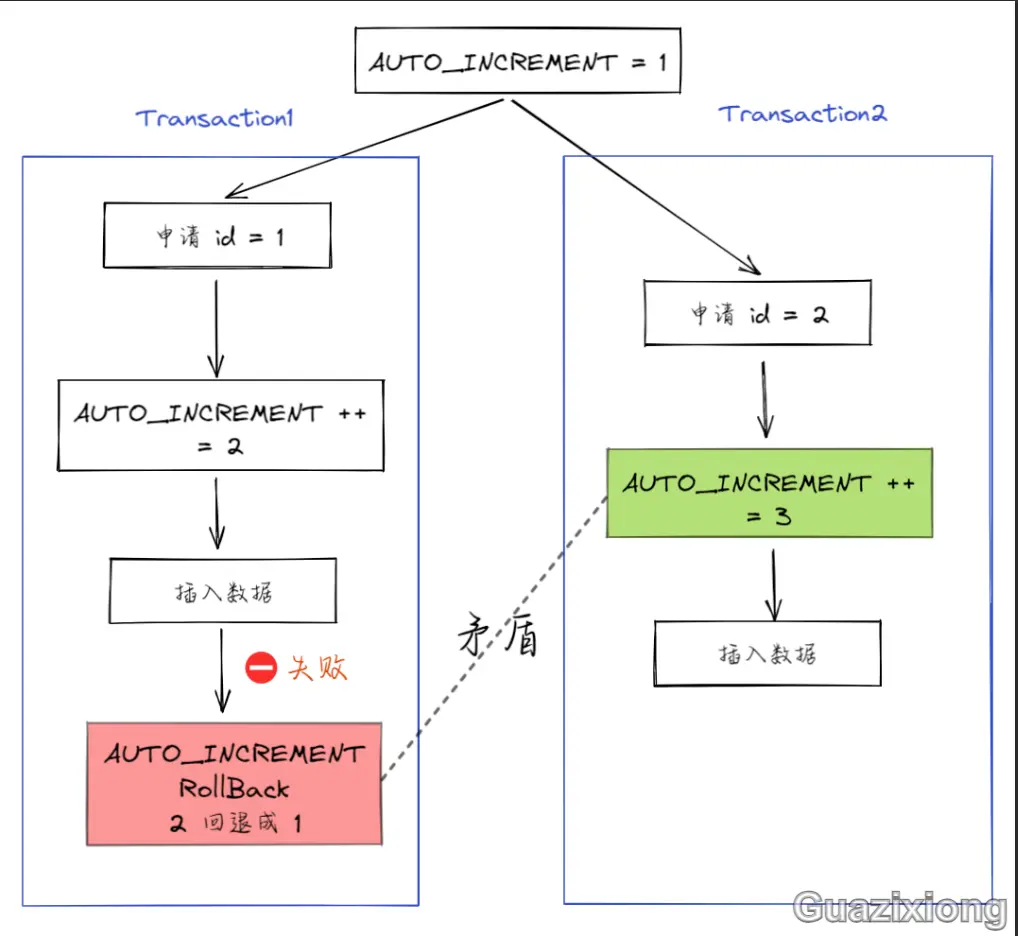 AUTO_INCREMENT = 1
Transaction1
申请 id = 1
AUTO_INCREMENT ++
= 2
插入数据
失败
AUTO_INCREMENT
RollBack
2 回退成 1
矛盾
Transaction2
申请 id = 2
AUTO_INCREMENT ++
= 3
插入数据
Guazixiong